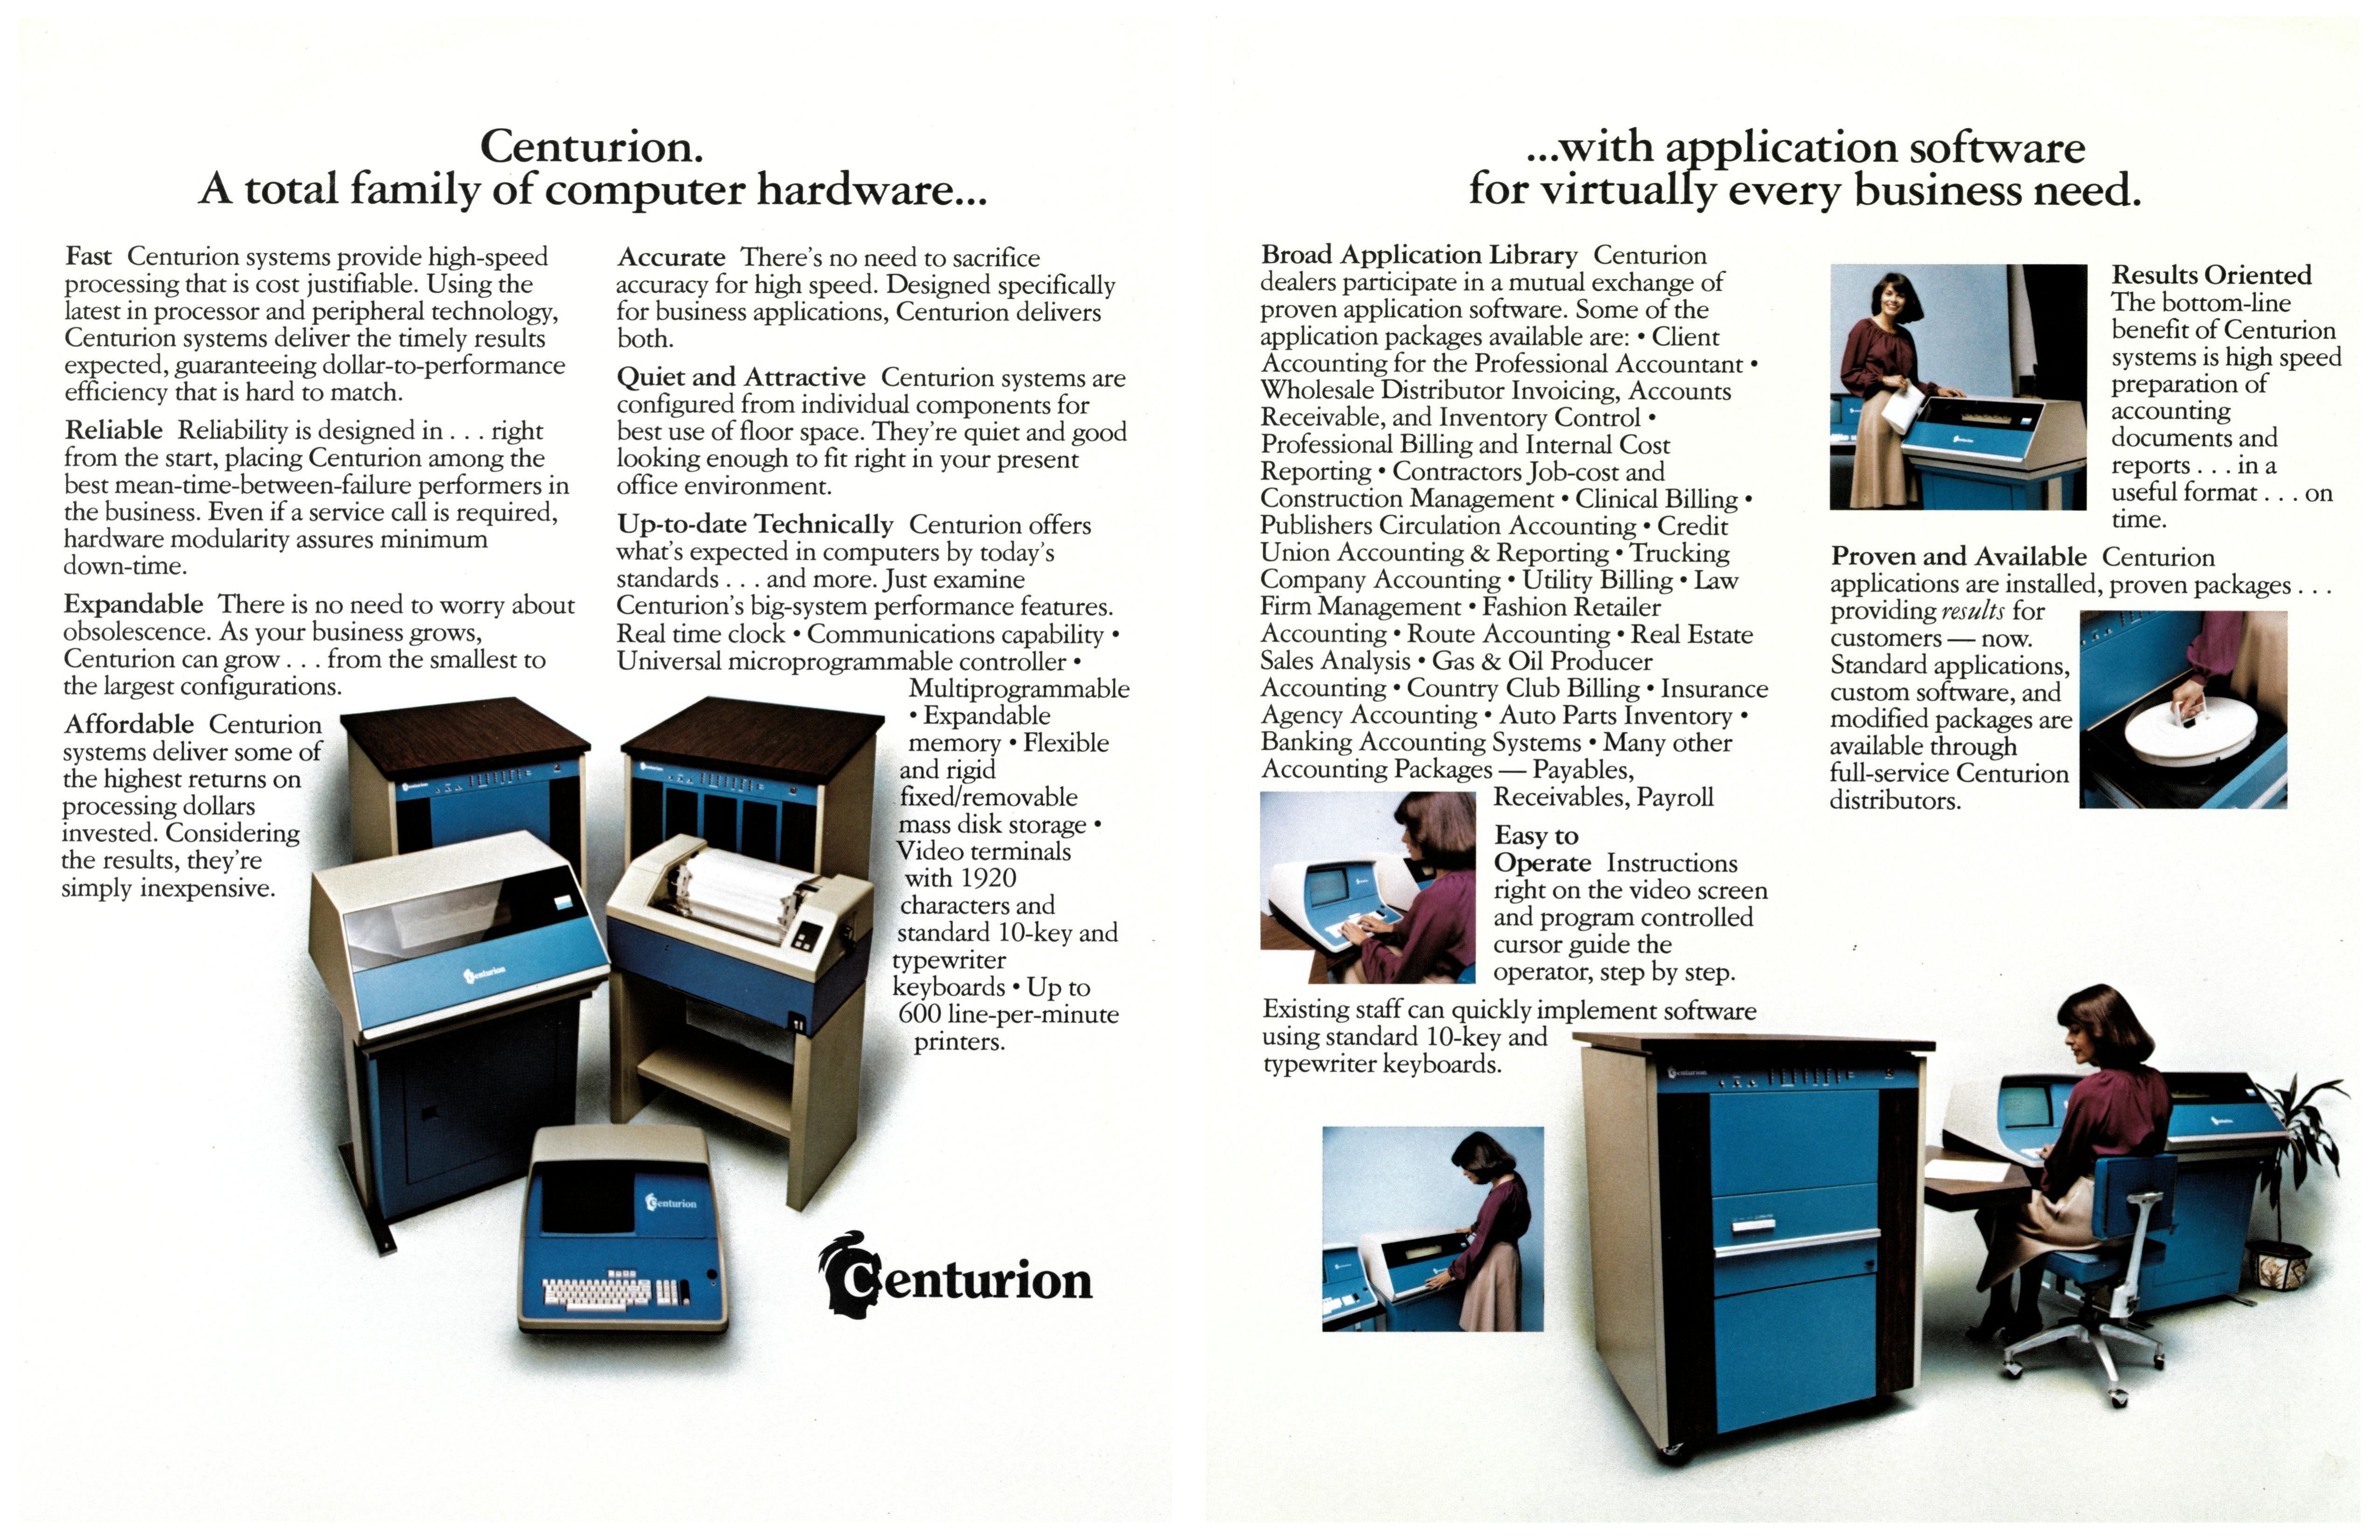 Centurion.
A total family of computer hardware...
Fast Centurion systems provide high-speed
processing that is cost justifiable. Using the
latest in processor and peripheral technology,
Centurion systems deliver the timely results
expected, guaranteeing dollar-to-performance
efficiency that is hard to match.
Reliable Reliability is designed in . . . right
from the start, placing Centurion among the
best mean-time-between-failure performers in
the business. Even if a service call is required,
hardware modularity assures minimum
down-time.
Expandable There is no need to worry about
obsolescence. As your business grows,
Centurion can grow . . . from the smallest to
the largest configurations.
Affordable Centurion
systems deliver some of
the highest returns on
processing dollars
invested. Considering
the results, they're
simply inexpensive.
Accurate There's no need to sacrifice
accuracy for high speed. Designed specifically
for business applications, Centurion delivers
both.
Quiet and Attractive Centurion systems are
configured from individual components for
best use of floor space. They're quiet and good
looking enough to fit right in your present
office environment.
Up-to-date Technically Centurion offers
what's expected in computers by today's
standards . . . and more. Just examine
Centurion's big-system performance features.
Real time clock • Communications capability •
Universal microprogrammable controller •
Multiprogrammable
• Expandable
memory • Flexible
and rigid
fixed/removable
mass disk storage •
Video terminals
with 1920
characters and
standard 10-key and
typewriter
keyboards • Up to
600 line-per-minute
printers.
Centurion
Centurion
Centurion
Centurion
Centurion
...with application software
for virtually every business need.
Broad Application Library Centurion
dealers participate in a mutual exchange of
proven application software. Some of the
application packages available are: • Client
Accounting for the Professional Accountant •
Wholesale Distributor Invoicing, Accounts
Receivable, and Inventory Control •
Professional Billing and Internal Cost
Reporting • Contractors Job-cost and
Construction Management • Clinical Billing •
Publishers Circulation Accounting • Credit
Union Accounting & Reporting • Trucking
Company Accounting • Utility Billing • Law
Firm Management • Fashion Retailer
Accounting • Route Accounting • Real Estate
Sales Analysis • Gas & Oil Producer
Accounting • Country Club Billing • Insurance
Agency Accounting • Auto Parts Inventory •
Banking Accounting Systems • Many other
Accounting Packages — Payables,
Receivables, Payroll
Easy to
Operate Instructions
right on the video screen
and program controlled
cursor guide the
operator, step by step.
Existing staff can quickly implement software
using standard 10-key and
typewriter keyboards.
Results Oriented
The bottom-line
benefit of Centurion
systems is high speed
preparation of
accounting
documents and
reports . . . in a
useful format . . . on
time.
Proven and Available Centurion
applications are installed, proven packages . . .
providing results for
customers — now.
Standard applications,
custom software, and
modified packages are
available through
full-service Centurion
distributors.
Centurion
Centurion